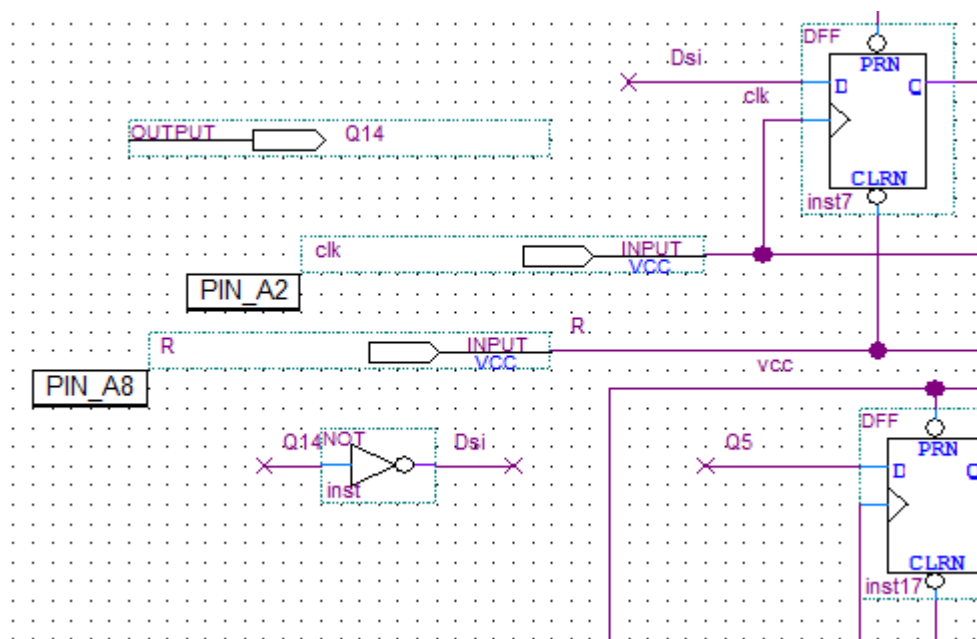 DFF
PRN
Dsi
D
Q
clk
OUTPUT
Q14
CLRN
inst7
clk
INPUT
VCC
PIN_A2
R
R
INPUT
VCC
vcc
PIN_A8
DFF
Q14
NOT
Dsi
Q5
PRN
D
Q
inst
CLRN
inst17